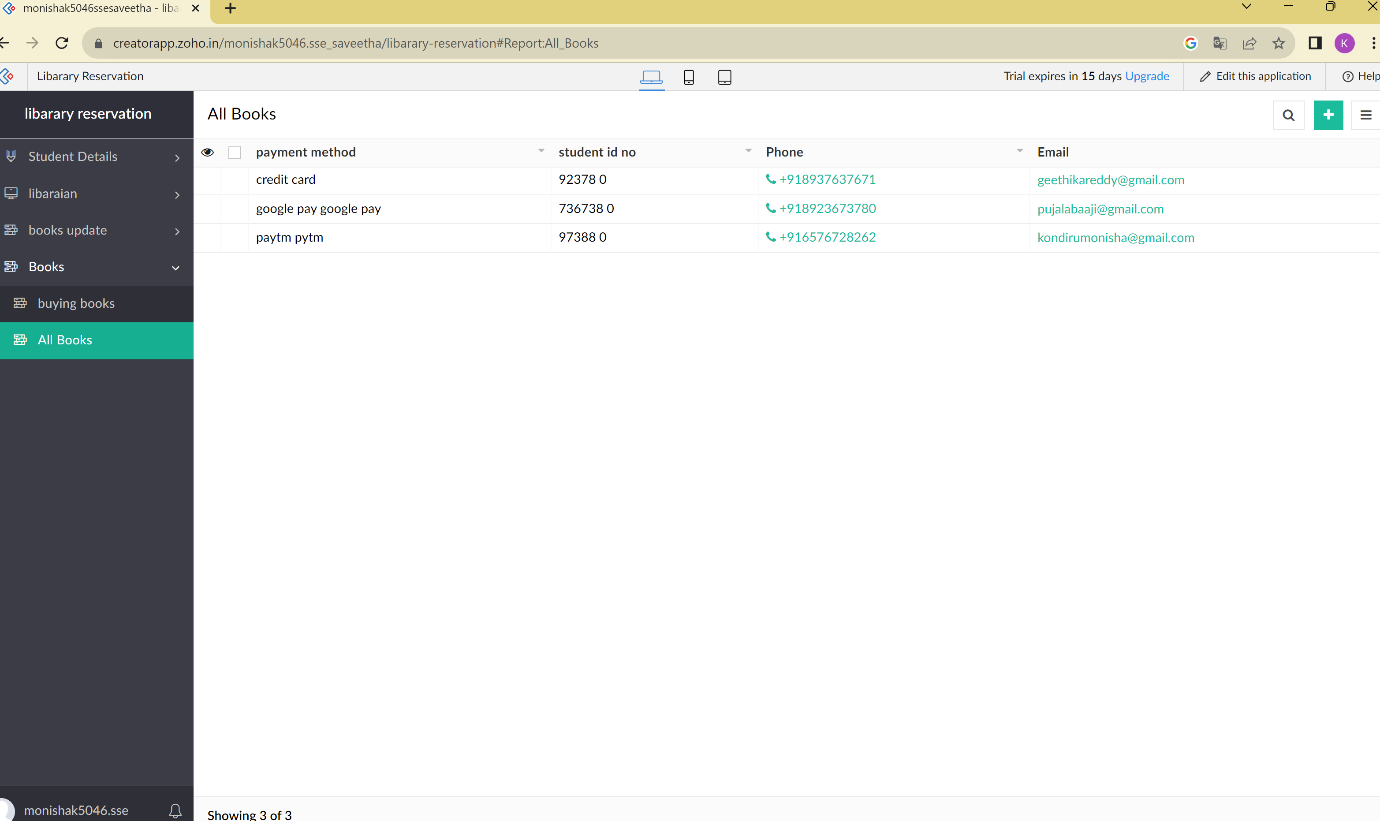 monishak5046ssesaveetha - liba
creatorapp.zoho.in/monishak5046.sse_saveetha/libarary-reservation#Report:All_Books
K
Libarary Reservation
Trial expires in 15 days Upgrade
Edit this application
Help
libarary reservation
All Books
Student Details
libaraian
books update
Books
buying books
All Books
payment method student id no Phone Email
credit card 92378 0 +918937637671 geethikareddy@gmail.com
google pay google pay 736738 0 +918923673780 pujalabaaji@gmail.com
paytm pytm 97388 0 +916576728262 kondirumonisha@gmail.com
monishak5046.sse
Showing 3 of 3